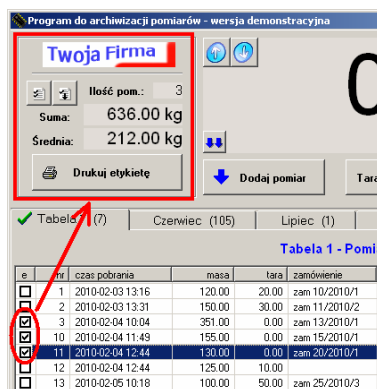 Program do archiwizacji pomiarów - wersja demonstracyjna
Twoja Firma
Ilość pom.: 3
Suma: 636.00 kg
Średnia: 212.00 kg
Drukuj etykietę
0
Dodaj pomiar
Tara
(7)
Czerwiec (105)
Lipiec (1)
Tabela 1 - Pomi
e nr czas pobrania masa tara zamówienie
1 2010-02-03 13:16 120.00 20.00 zam 10/2010/1
2 2010-02-03 13:31 150.00 30.00 zam 11/2010/2
3 2010-02-04 10:04 351.00 0.00 zam 13/2010/1
10 2010-02-04 11:49 155.00 0.00 zam 15/2010/1
11 2010-02-04 12:44 130.00 0.00 zam 20/2010/1
12 2010-02-04 12:44 125.00 10.00
13 2010-02-05 10:18 100.00 50.00 zam 25/2010/3